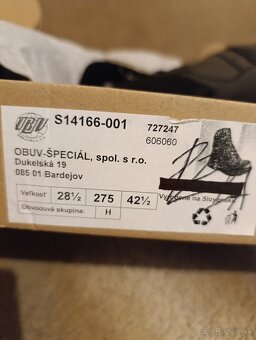 OBUV
S14166-001
727247
606060
OBUV-ŠPECIÁL, spol. s r.o.
Dukelská 19
085 01 Bardejov
Veľkosť 28½ 275 42½
Obvodová skupina: H
Vyrobené na Slovensku